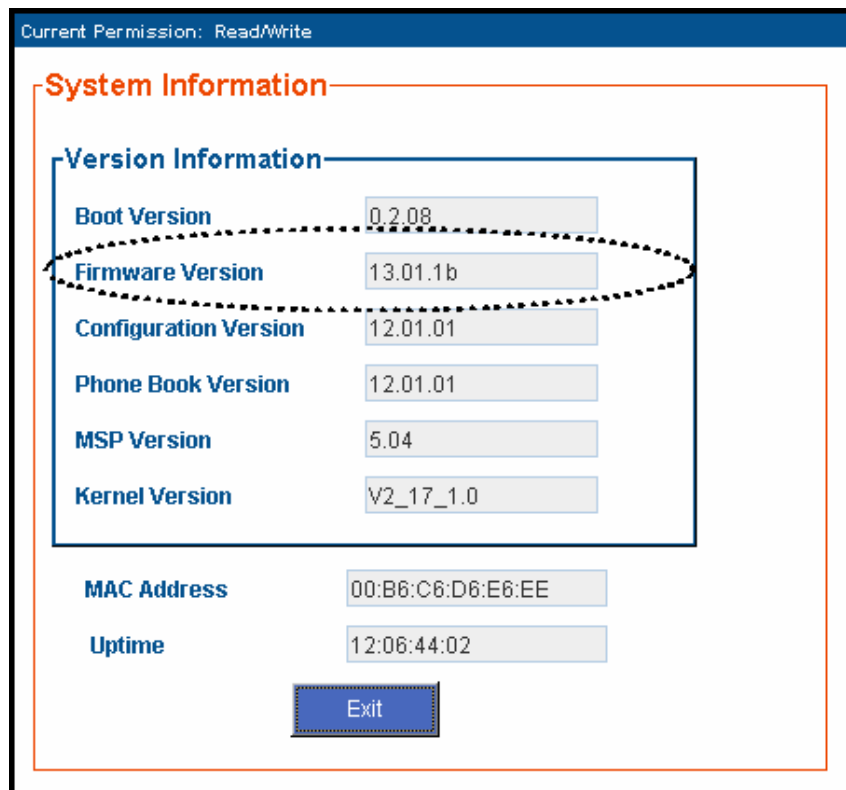 Current Permission: Read/Write
System Information
Version Information
Boot Version 0.2.08
Firmware Version 13.01.1b
Configuration Version 12.01.01
Phone Book Version 12.01.01
MSP Version 5.04
Kernel Version V2_17_1.0
MAC Address 00:B6:C6:D6:E6:EE
Uptime 12:06:44:02
Exit